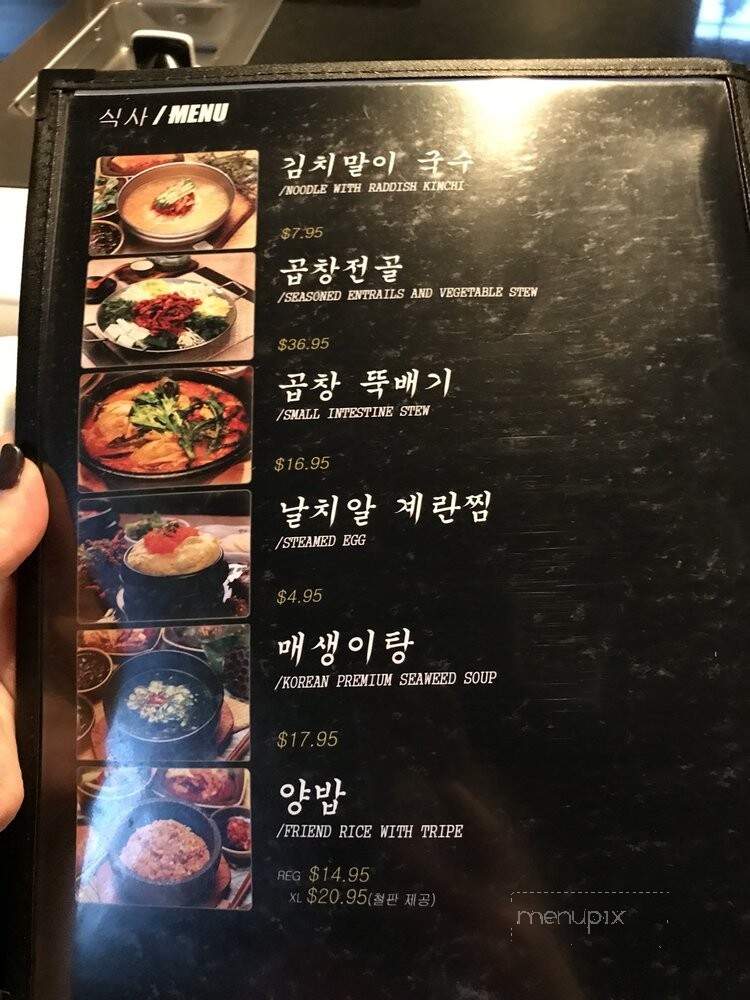 식사 / MENU
김치말이 국수
/NOODLE WITH RADDISH KIMCHI
$7.95
곱창전골
/SEASONED ENTRAILS AND VEGETABLE STEW
$36.95
곱창 뚝배기
/SMALL INTESTINE STEW
$16.95
날치알 계란찜
/STEAMED EGG
$4.95
매생이탕
/KOREAN PREMIUM SEAWEED SOUP
$17.95
양밥
/FRIEND RICE WITH TRIPE
REG $14.95
XL $20.95(철판 제공)
menupix